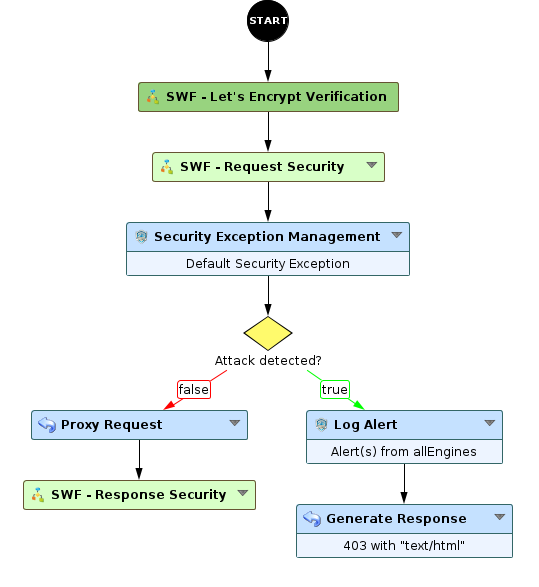 START
SWF - Let's Encrypt Verification
SWF - Request Security
Security Exception Management
Default Security Exception
Attack detected?
false
true
Proxy Request
Log Alert
Alert(s) from allEngines
SWF - Response Security
Generate Response
403 with "text/html"